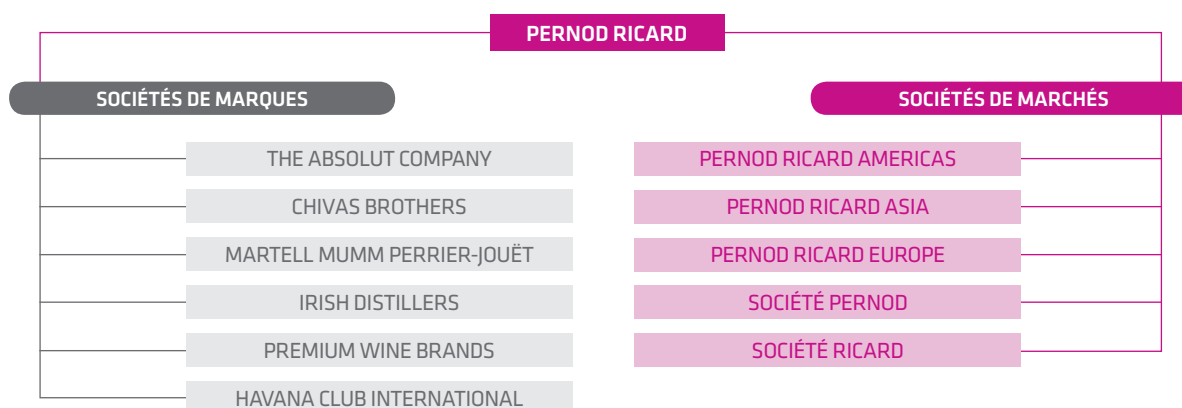 PERNOD RICARD
SOCIÉTÉS DE MARQUES
THE ABSOLUT COMPANY
CHIVAS BROTHERS
MARTELL MUMM PERRIER-JOUËT
IRISH DISTILLERS
PREMIUM WINE BRANDS
HAVANA CLUB INTERNATIONAL
SOCIÉTÉS DE MARCHÉS
PERNOD RICARD AMERICAS
PERNOD RICARD ASIA
PERNOD RICARD EUROPE
SOCIÉTÉ PERNOD
SOCIÉTÉ RICARD